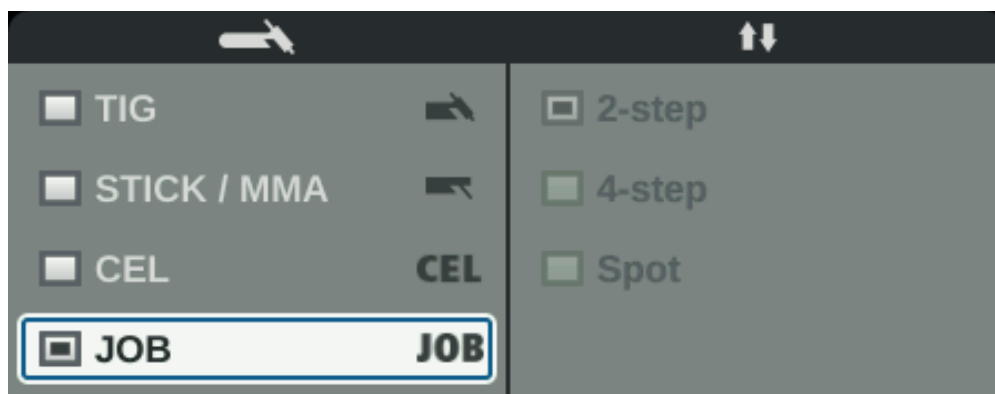 TIG
STICK / MMA
CEL CEL
JOB JOB
2-step
4-step
Spot